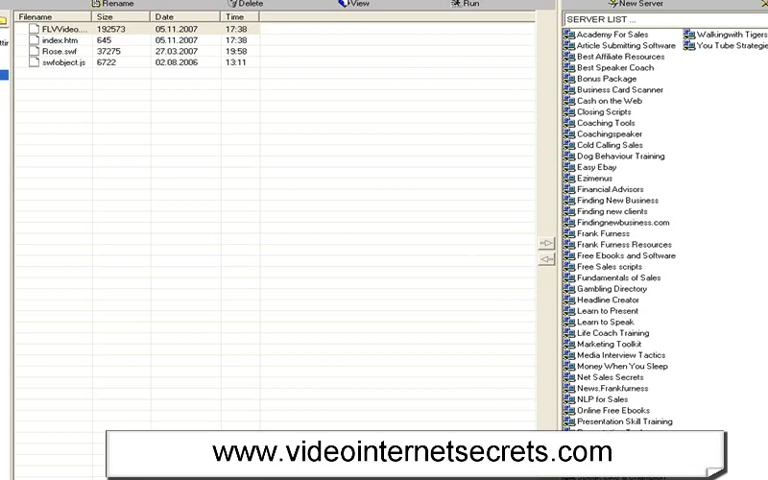 Rename Delete View Run New Server
Filename Size Date Time
FLVVideo.... 192573 05.11.2007 17:38
index.htm 645 05.11.2007 17:38
Rose.swf 37275 27.03.2007 19:58
swfobject.js 6722 02.08.2006 13:11
SERVER LIST ...
Academy For Sales
Article Submitting Software
Best Affiliate Resources
Best Speaker Coach
Bonus Package
Business Card Scanner
Cash on the Web
Closing Scripts
Coaching Tools
Coachingspeaker
Cold Calling Sales
Dog Behaviour Training
Easy Ebay
Ezimenus
Financial Advisors
Finding New Business
Finding new clients
Findingnewbusiness.com
Frank Furness
Frank Furness Resources
Free Ebooks and Software
Free Sales scripts
Fundamentals of Sales
Gambling Directory
Headline Creator
Learn to Present
Learn to Speak
Life Coach Training
Marketing Toolkit
Media Interview Tactics
Money When You Sleep
Net Sales Secrets
News.Frankfurness
NLP for Sales
Online Free Ebooks
Presentation Skill Training
Walkingwith Tigers
You Tube Strategie
www.videointernetsecrets.com